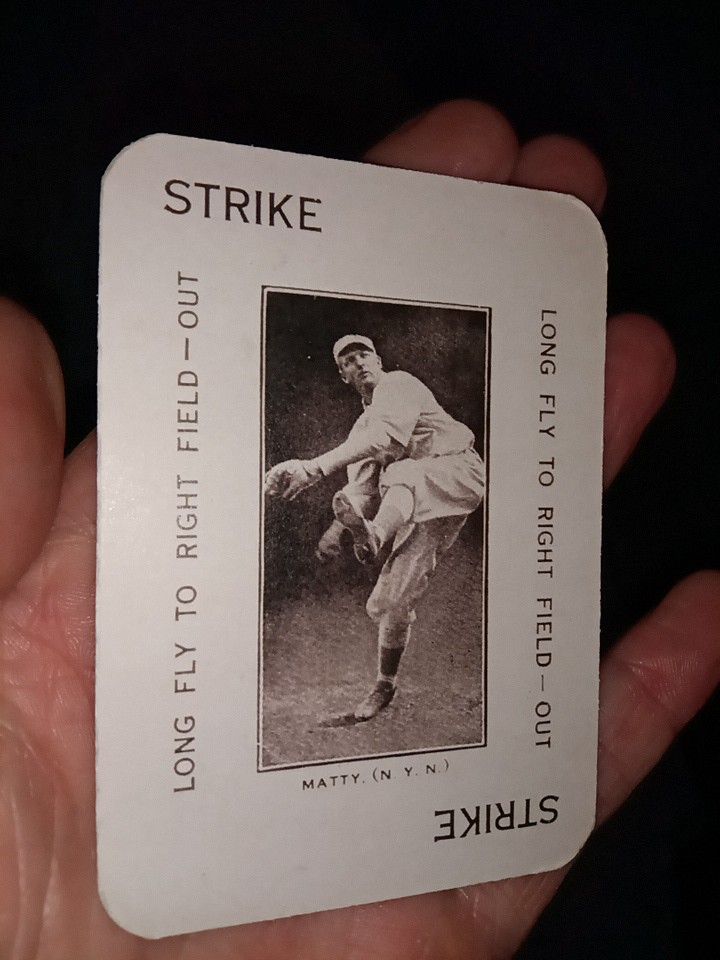 STRIKE
LONG FLY TO RIGHT FIELD—OUT
LONG FLY TO RIGHT FIELD—OUT
MATTY, (N. Y. N.)
STRIKE